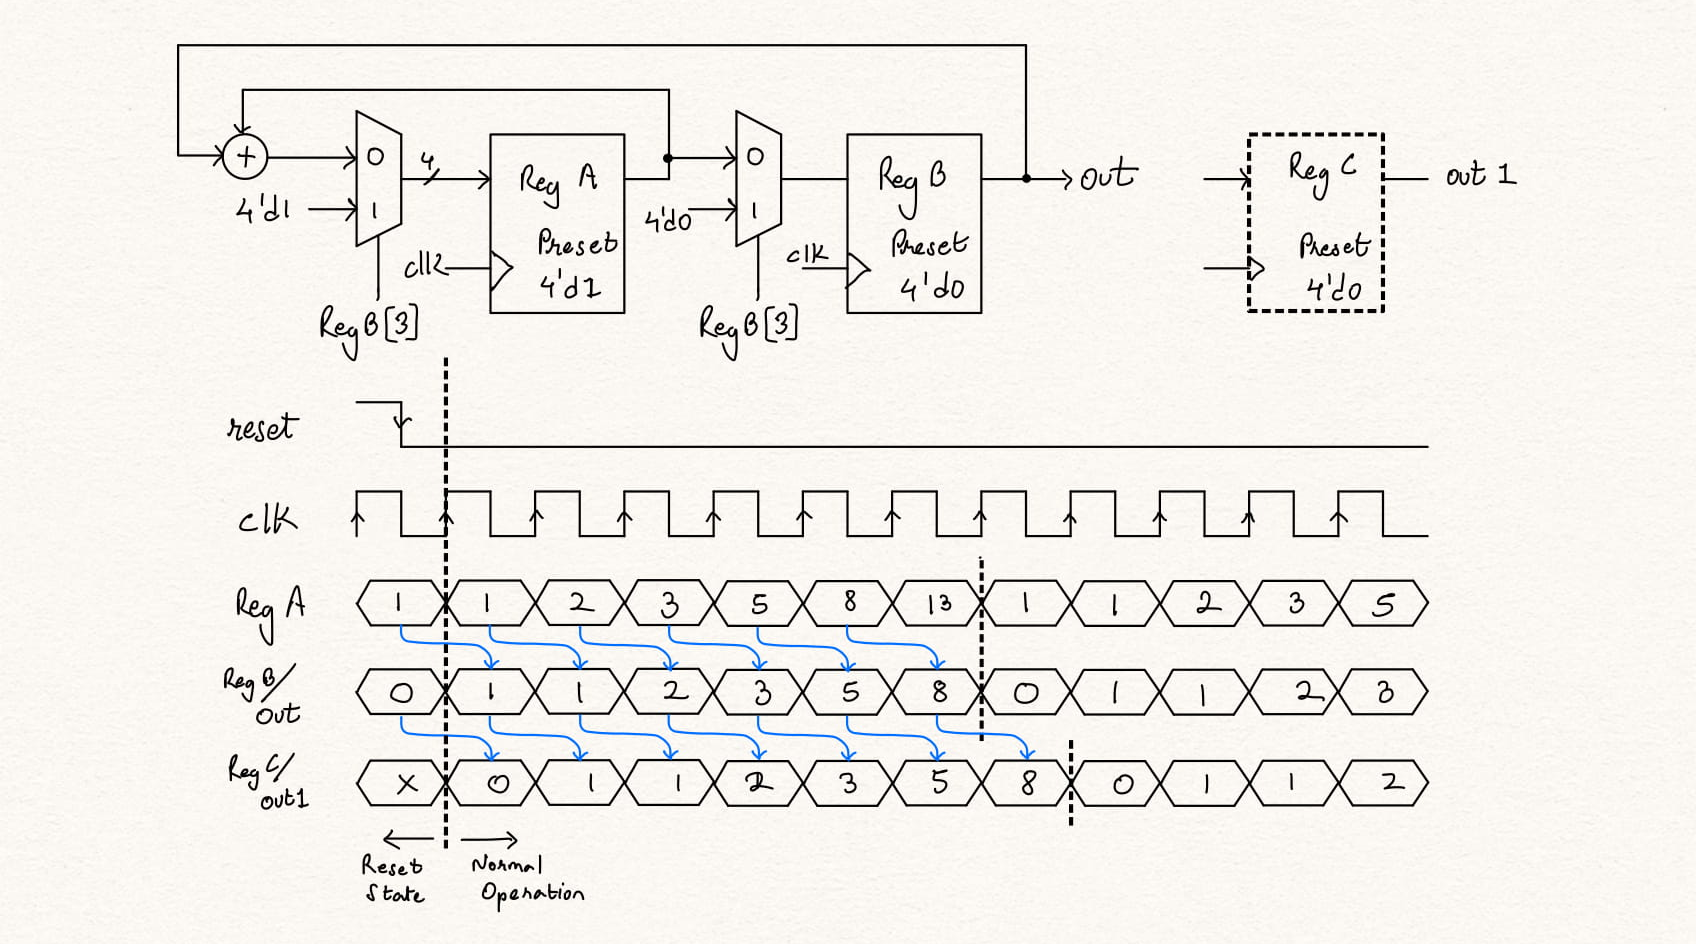 +
0
4'd1
1
4
Reg A
Preset
4'd1
clk
RegB[3]
0
4'd0
1
clk
RegB[3]
Reg B
Preset
4'd0
out
Reg C
Preset
4'd0
out 1
reset
clk
Reg A 1 1 2 3 5 8 13 1 1 2 3 5
Reg B/
out 0 1 1 2 3 5 8 0 1 1 2 3
Reg C/
out1 X 0 1 1 2 3 5 8 0 1 1 2
Reset
State
Normal
Operation